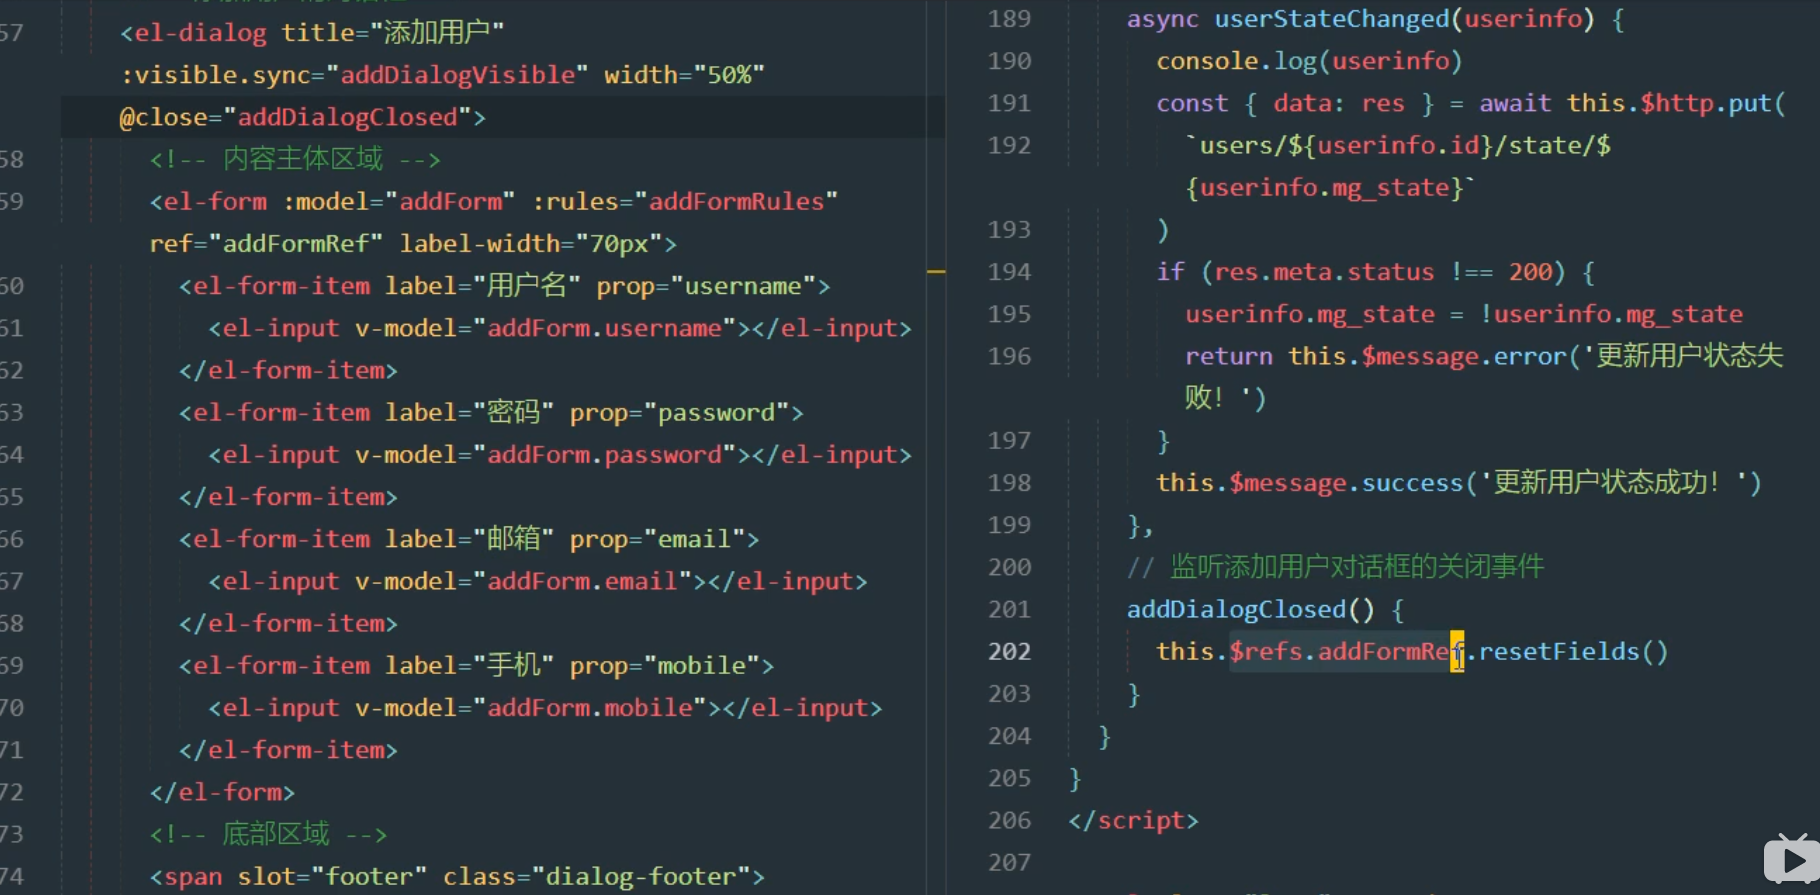 57 <el-dialog title="添加用户"
:visible.sync="addDialogVisible" width="50%"
@close="addDialogClosed">
58 <!-- 内容主体区域 -->
59 <el-form :model="addForm" :rules="addFormRules"
ref="addFormRef" label-width="70px">
60 <el-form-item label="用户名" prop="username">
61 <el-input v-model="addForm.username"></el-input>
62 </el-form-item>
63 <el-form-item label="密码" prop="password">
64 <el-input v-model="addForm.password"></el-input>
65 </el-form-item>
66 <el-form-item label="邮箱" prop="email">
67 <el-input v-model="addForm.email"></el-input>
68 </el-form-item>
69 <el-form-item label="手机" prop="mobile">
70 <el-input v-model="addForm.mobile"></el-input>
71 </el-form-item>
72 </el-form>
73 <!-- 底部区域 -->
74 <span slot="footer" class="dialog-footer">
189 async userStateChanged(userinfo) {
190 console.log(userinfo)
191 const { data: res } = await this.$http.put(
192 `users/${userinfo.id}/state/$
{userinfo.mg_state}`
193 )
194 if (res.meta.status !== 200) {
195 userinfo.mg_state = !userinfo.mg_state
196 return this.$message.error('更新用户状态失
败！')
197 }
198 this.$message.success('更新用户状态成功！')
199 },
200 // 监听添加用户对话框的关闭事件
201 addDialogClosed() {
202 this.$refs.addFormRef.resetFields()
203 }
204 }
205 }
206 </script>
207